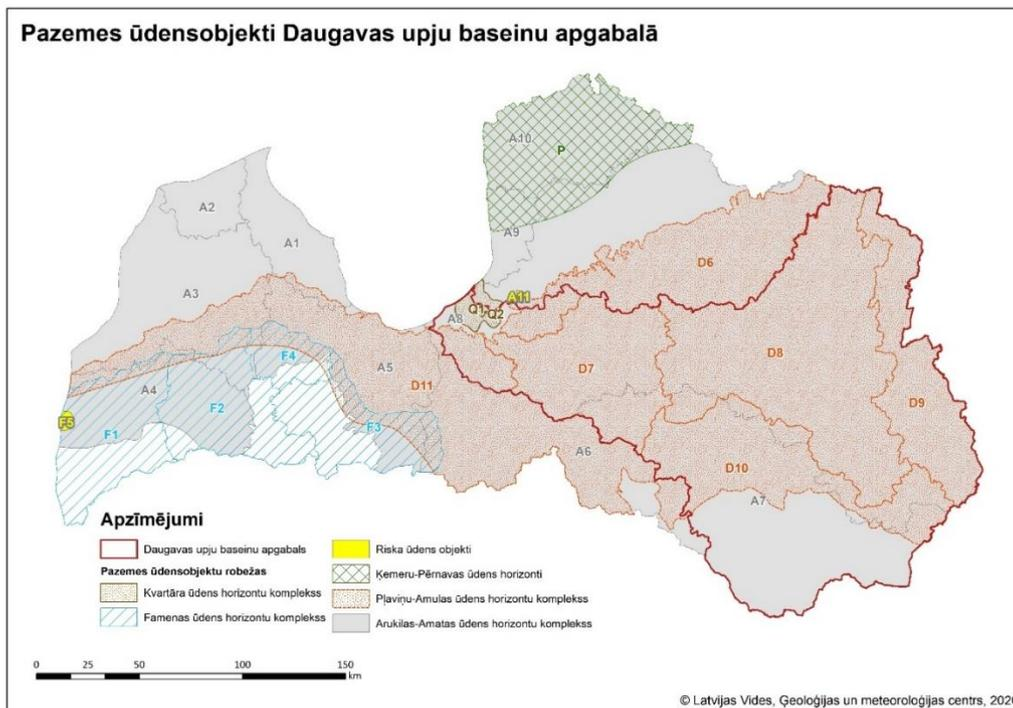 Pazemes ūdensobjekti Daugavas upju baseinu apgabalā
A10
P
A2
A9
A1
D6
A3
A11
Q1
Q2
A8
F4
A5
D7
D8
A4
D11
F2
D9
F5
F1
F3
A6
D10
A7
Apzīmējumi
Daugavas upju baseinu apgabals
Pazemes ūdensobjektu robežas
Kvartāra ūdens horizontu komplekss
Famenas ūdens horizontu komplekss
Riska ūdens objekti
Ķemeru-Pērnavas ūdens horizonti
Pļaviņu-Amulas ūdens horizontu komplekss
Arukilas-Amatas ūdens horizontu komplekss
0 25 50 100 150
km
© Latvijas Vides, Ģeoloģijas un meteoroloģijas centrs, 2020